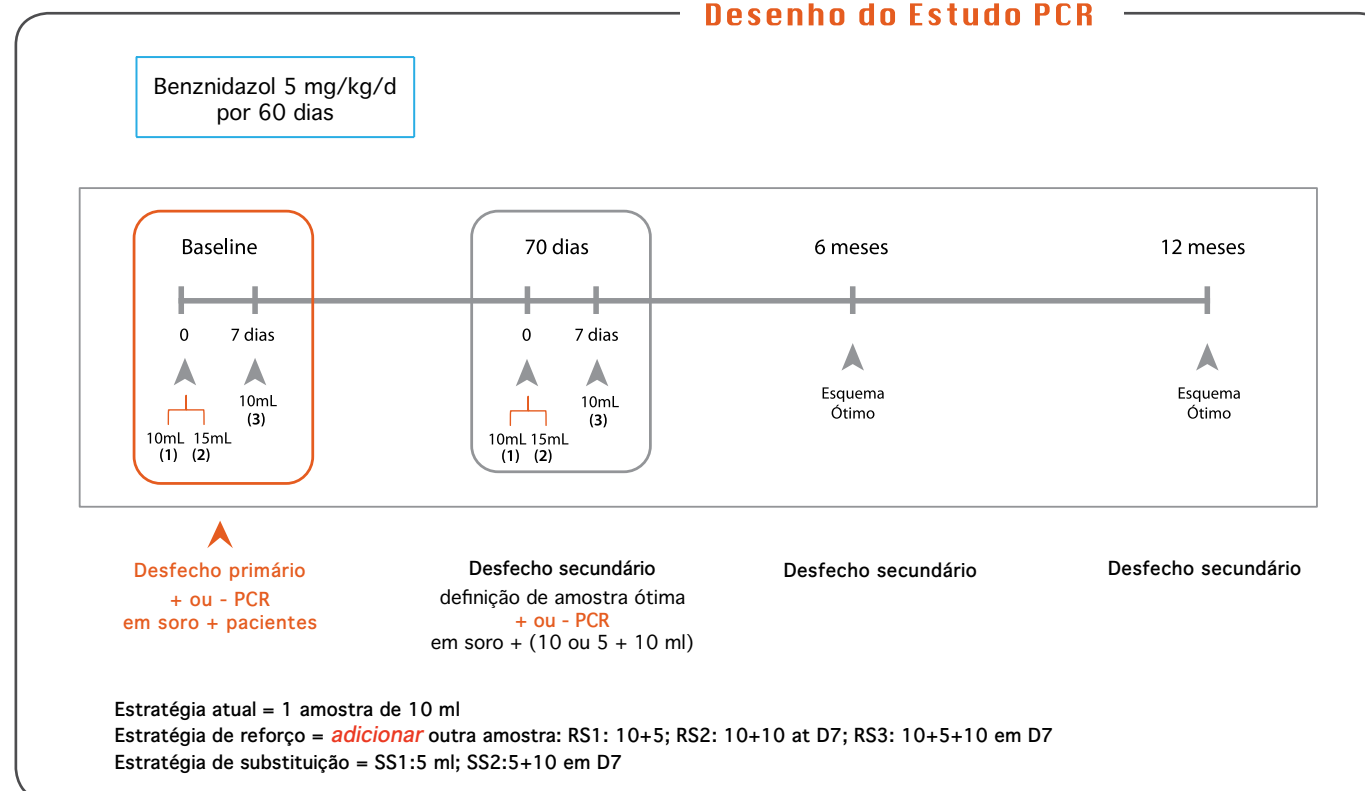 Desenho do Estudo PCR
Benznidazol 5 mg/kg/d
por 60 dias
Baseline
70 dias
6 meses
12 meses
0
7 dias
0
7 dias
10mL
(3)
10mL
(3)
Esquema
Ótimo
Esquema
Ótimo
10mL 15mL
(1) (2)
10mL 15mL
(1) (2)
Desfecho primário
+ ou - PCR
em soro + pacientes
Desfecho secundário
definição de amostra ótima
+ ou - PCR
em soro + (10 ou 5 + 10 ml)
Desfecho secundário
Desfecho secundário
Estratégia atual = 1 amostra de 10 ml
Estratégia de reforço = adicionar outra amostra: RS1: 10+5; RS2: 10+10 at D7; RS3: 10+5+10 em D7
Estratégia de substituição = SS1:5 ml; SS2:5+10 em D7